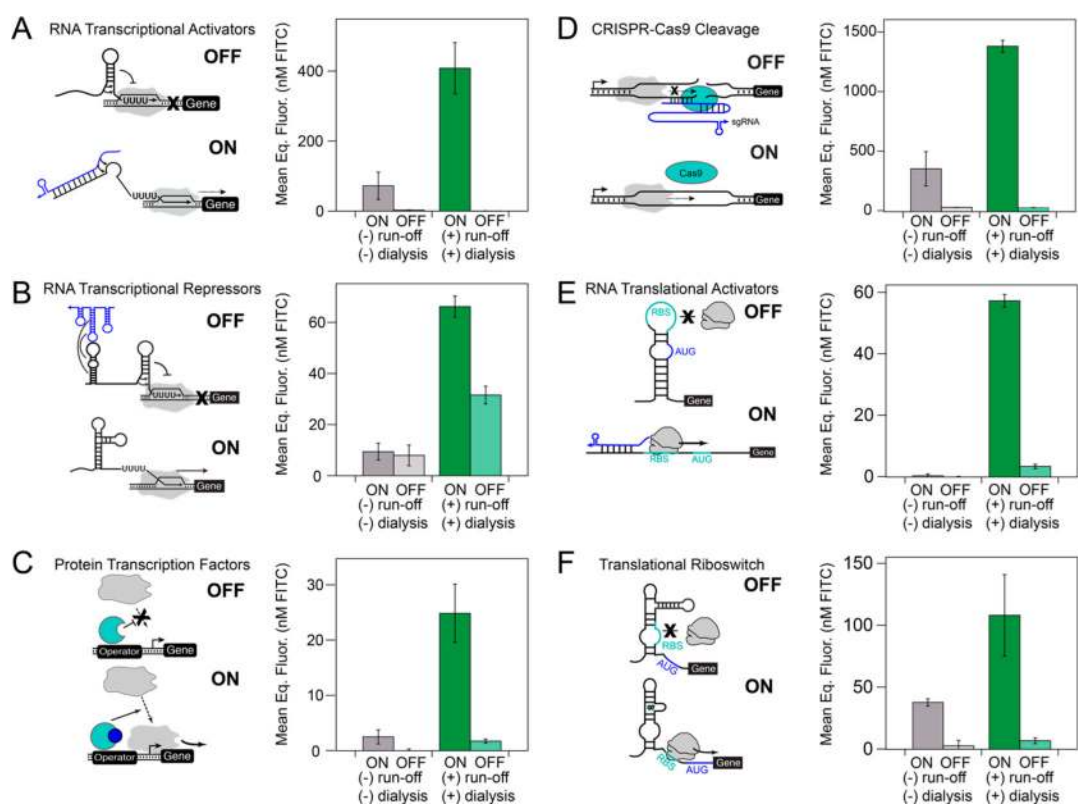 A
RNA Transcriptional Activators
OFF
UUUU
X
Gene
ON
UUUU
Gene
Mean Eq. Fluor. (nM FITC)
400
200
0
ON OFF ON OFF
(-) run-off (+) run-off
(-) dialysis (+) dialysis
D
CRISPR-Cas9 Cleavage
OFF
X
Gene
sgRNA
ON
Cas9
Gene
Mean Eq. Fluor. (nM FITC)
1500
1000
500
0
ON OFF ON OFF
(-) run-off (+) run-off
(-) dialysis (+) dialysis
B
RNA Transcriptional Repressors
OFF
UUUU
X
Gene
ON
UUUU
Gene
Mean Eq. Fluor. (nM FITC)
60
40
20
0
ON OFF ON OFF
(-) run-off (+) run-off
(-) dialysis (+) dialysis
E
RNA Translational Activators
OFF
RBS
X
AUG
Gene
ON
RBS AUG Gene
Mean Eq. Fluor. (nM FITC)
60
40
20
0
ON OFF ON OFF
(-) run-off (+) run-off
(-) dialysis (+) dialysis
C
Protein Transcription Factors
OFF
X
Operator Gene
ON
Operator Gene
Mean Eq. Fluor. (nM FITC)
30
20
10
0
ON OFF ON OFF
(-) run-off (+) run-off
(-) dialysis (+) dialysis
F
Translational Riboswitch
OFF
X
RBS
AUG Gene
ON
RBS AUG Gene
Mean Eq. Fluor. (nM FITC)
150
100
50
0
ON OFF ON OFF
(-) run-off (+) run-off
(-) dialysis (+) dialysis